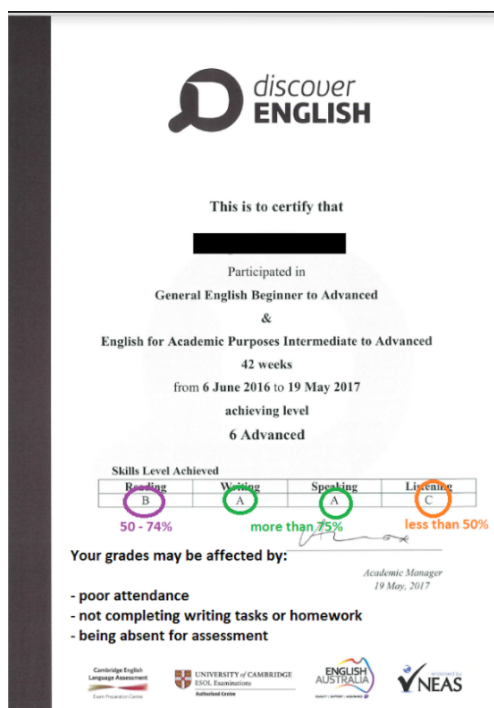 discover
ENGLISH
This is to certify that
Participated in
General English Beginner to Advanced
&
English for Academic Purposes Intermediate to Advanced
42 weeks
from 6 June 2016 to 19 May 2017
achieving level
6 Advanced
Skills Level Achieved
Reading Writing Speaking Listening
B A A C
50 - 74% more than 75% less than 50%
Your grades may be affected by:
Academic Manager
19 May, 2017
- poor attendance
- not completing writing tasks or homework
- being absent for assessment
Cambridge English
Language Assessment
Exam Preparation Centre
UNIVERSITY of CAMBRIDGE
ESOL Examinations
Authorised Centre
ENGLISH
AUSTRALIA
endorsed by
NEAS